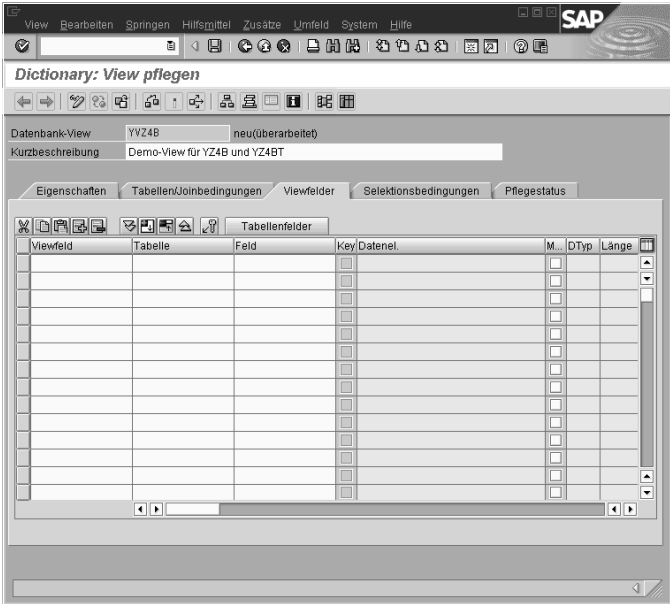 View Bearbeiten Springen Hilfsmittel Zusätze Umfeld System Hilfe
SAP
Dictionary: View pflegen
Datenbank-View YVZ4B neu(überarbeitet)
Kurzbeschreibung Demo-View für YZ4B und YZ4BT
Eigenschaften Tabellen/Joinbedingungen Viewfelder Selektionsbedingungen Pflegestatus
Tabellenfelder
Viewfeld Tabelle Feld Key Datenel. M... DTyp Länge